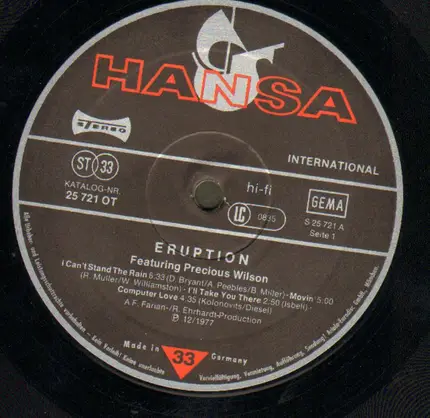 HANSA
STEREO
INTERNATIONAL
ST 33
KATALOG-NR.
25 721 OT
hi-fi
LC 0835
GEMA
S 25 721 A
Seite 1
ERUPTION
Featuring Precious Wilson
I Can't Stand The Rain 6:33 (D. Bryant/A. Peebles/B. Miller) - Movin' 5.00
(R. Muller/W. Williamston) - I'll Take You There 2.50 (Isbell) -
Computer Love 4.35 (Kolonovits/Diesel)
A F. Farian-/R. Ehrhardt-Production
Ⓟ 12/1977
Made in
33
Germany